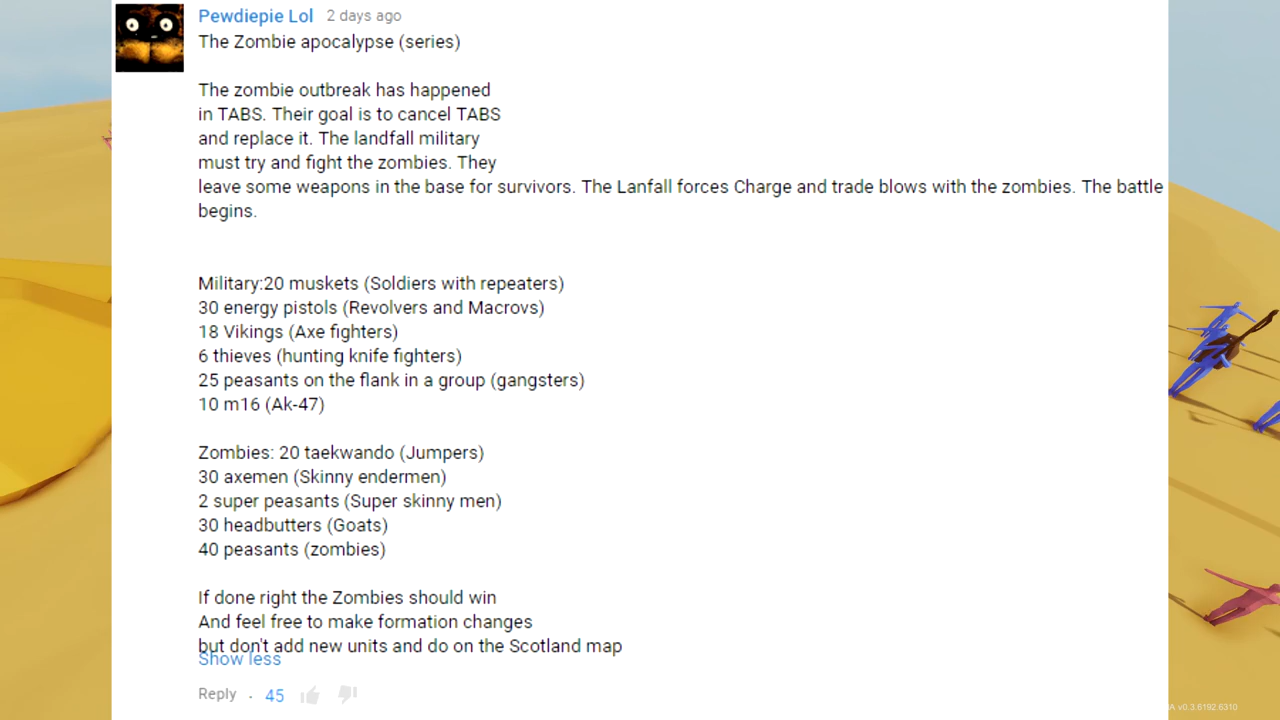 Pewdiepie Lol 2 days ago
The Zombie apocalypse (series)
The zombie outbreak has happened
in TABS. Their goal is to cancel TABS
and replace it. The landfall military
must try and fight the zombies. They
leave some weapons in the base for survivors. The Lanfall forces Charge and trade blows with the zombies. The battle
begins.
Military:20 muskets (Soldiers with repeaters)
30 energy pistols (Revolvers and Macrovs)
18 Vikings (Axe fighters)
6 thieves (hunting knife fighters)
25 peasants on the flank in a group (gangsters)
10 m16 (Ak-47)
Zombies: 20 taekwando (Jumpers)
30 axemen (Skinny endermen)
2 super peasants (Super skinny men)
30 headbutters (Goats)
40 peasants (zombies)
If done right the Zombies should win
And feel free to make formation changes
but don't add new units and do on the Scotland map
Show less
Reply · 45
A v0.3.8192.6310